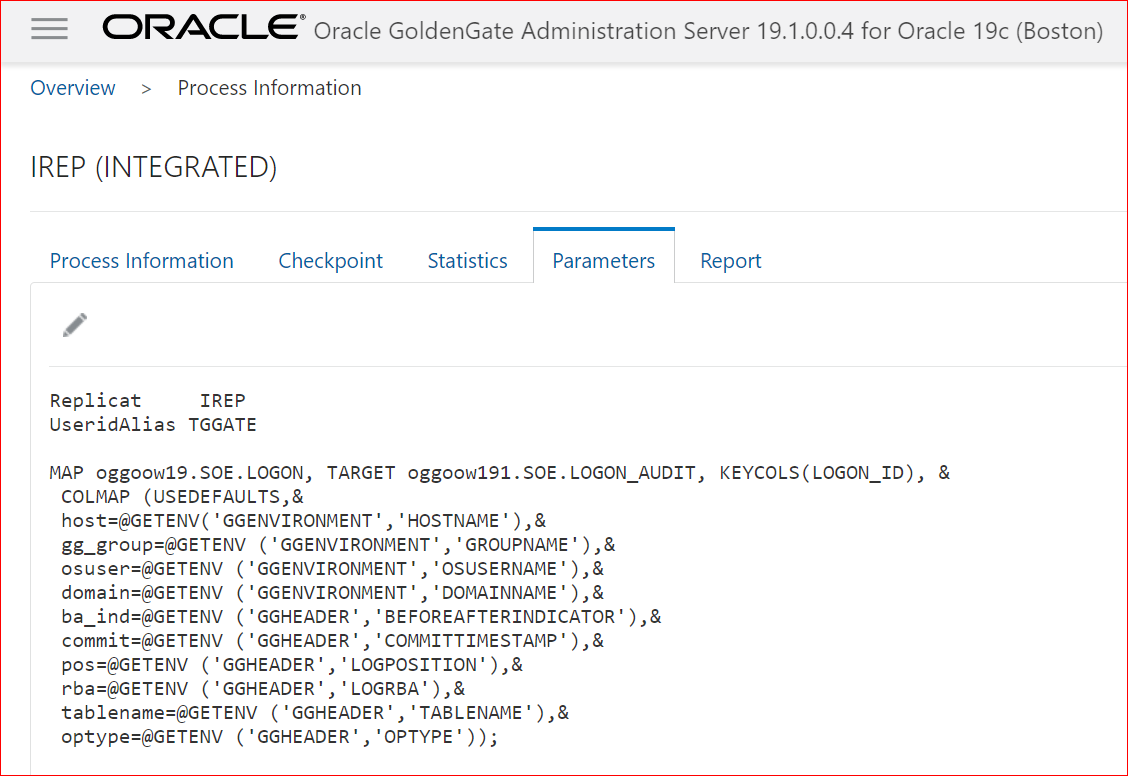 ORACLE® Oracle GoldenGate Administration Server 19.1.0.0.4 for Oracle 19c (Boston)
Overview > Process Information
IREP (INTEGRATED)
Process Information Checkpoint Statistics Parameters Report
Replicat     IREP
UseridAlias TGGATE
MAP oggoow19.SOE.LOGON, TARGET oggoow191.SOE.LOGON_AUDIT, KEYCOLS(LOGON_ID), &
 COLMAP (USEDEFAULTS,&
 host=@GETENV('GGENVIRONMENT','HOSTNAME'),&
 gg_group=@GETENV ('GGENVIRONMENT','GROUPNAME'),&
 osuser=@GETENV ('GGENVIRONMENT','OSUSERNAME'),&
 domain=@GETENV ('GGENVIRONMENT','DOMAINNAME'),&
 ba_ind=@GETENV ('GGHEADER','BEFOREAFTERINDICATOR'),&
 commit=@GETENV ('GGHEADER','COMMITTIMESTAMP'),&
 pos=@GETENV ('GGHEADER','LOGPOSITION'),&
 rba=@GETENV ('GGHEADER','LOGRBA'),&
 tablename=@GETENV ('GGHEADER','TABLENAME'),&
 optype=@GETENV ('GGHEADER','OPTYPE'));